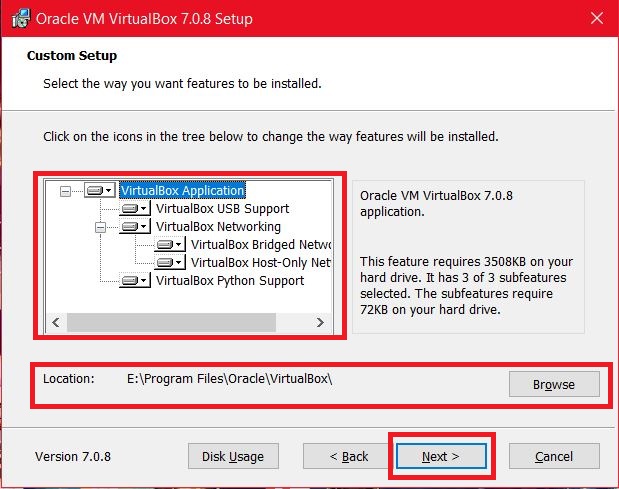 Oracle VM VirtualBox 7.0.8 Setup
Custom Setup
Select the way you want features to be installed.
Click on the icons in the tree below to change the way features will be installed.
VirtualBox Application
VirtualBox USB Support
VirtualBox Networking
VirtualBox Bridged Netwo
VirtualBox Host-Only Net
VirtualBox Python Support
Oracle VM VirtualBox 7.0.8
application.
This feature requires 3508KB on your
hard drive. It has 3 of 3 subfeatures
selected. The subfeatures require
72KB on your hard drive.
Location: E:\Program Files\Oracle\VirtualBox\
Browse
Version 7.0.8
Disk Usage
< Back
Next >
Cancel